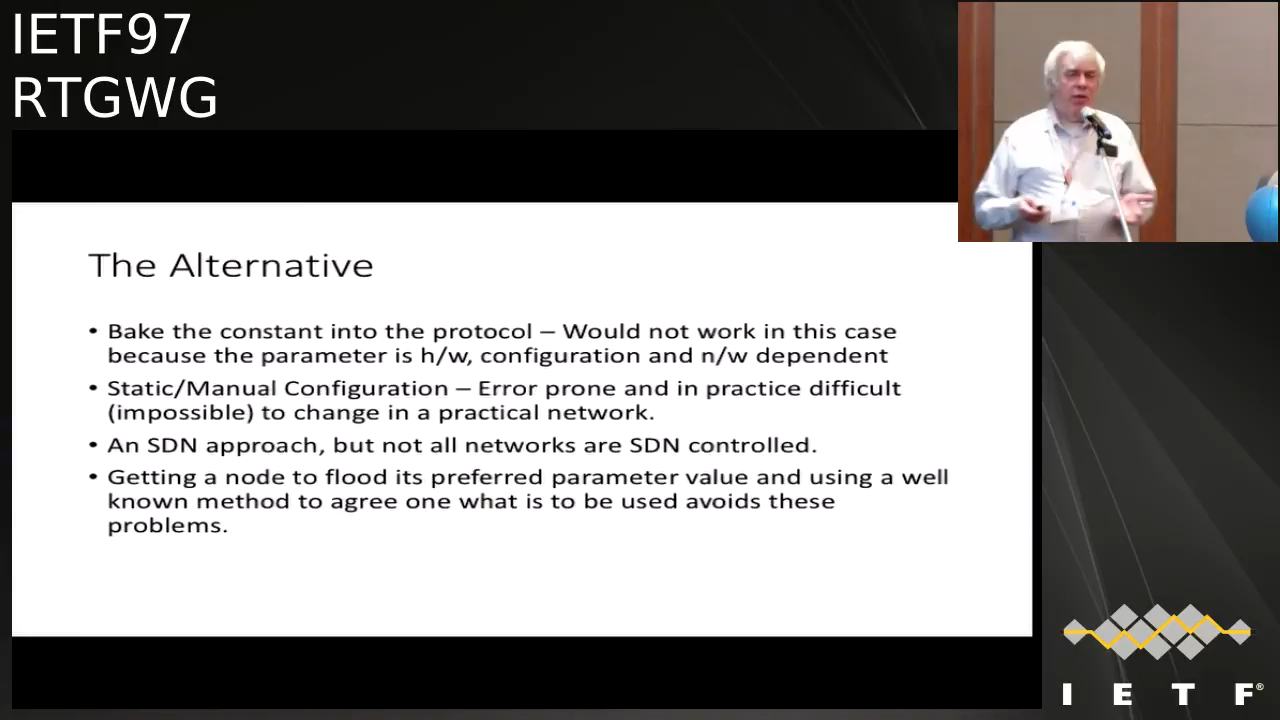 IETF97
RTGWG
The Alternative
• Bake the constant into the protocol – Would not work in this case
because the parameter is h/w, configuration and n/w dependent
• Static/Manual Configuration – Error prone and in practice difficult
(impossible) to change in a practical network.
• An SDN approach, but not all networks are SDN controlled.
• Getting a node to flood its preferred parameter value and using a well
known method to agree one what is to be used avoids these
problems.
I E T F®